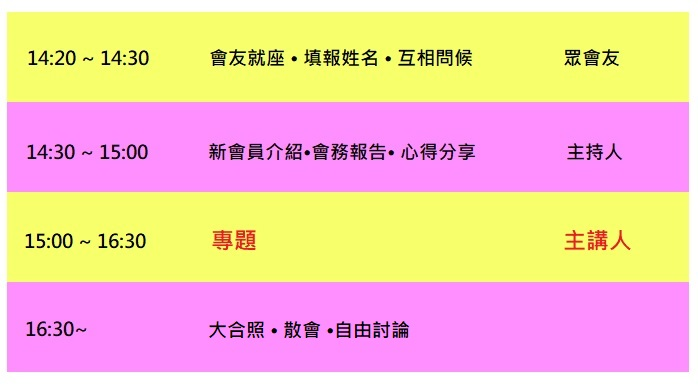 14:20 ~ 14:30 會友就座 • 填報姓名 • 互相問候 眾會友
14:30 ~ 15:00 新會員介紹•會務報告• 心得分享 主持人
15:00 ~ 16:30 專題 主講人
16:30~ 大合照 • 散會 •自由討論